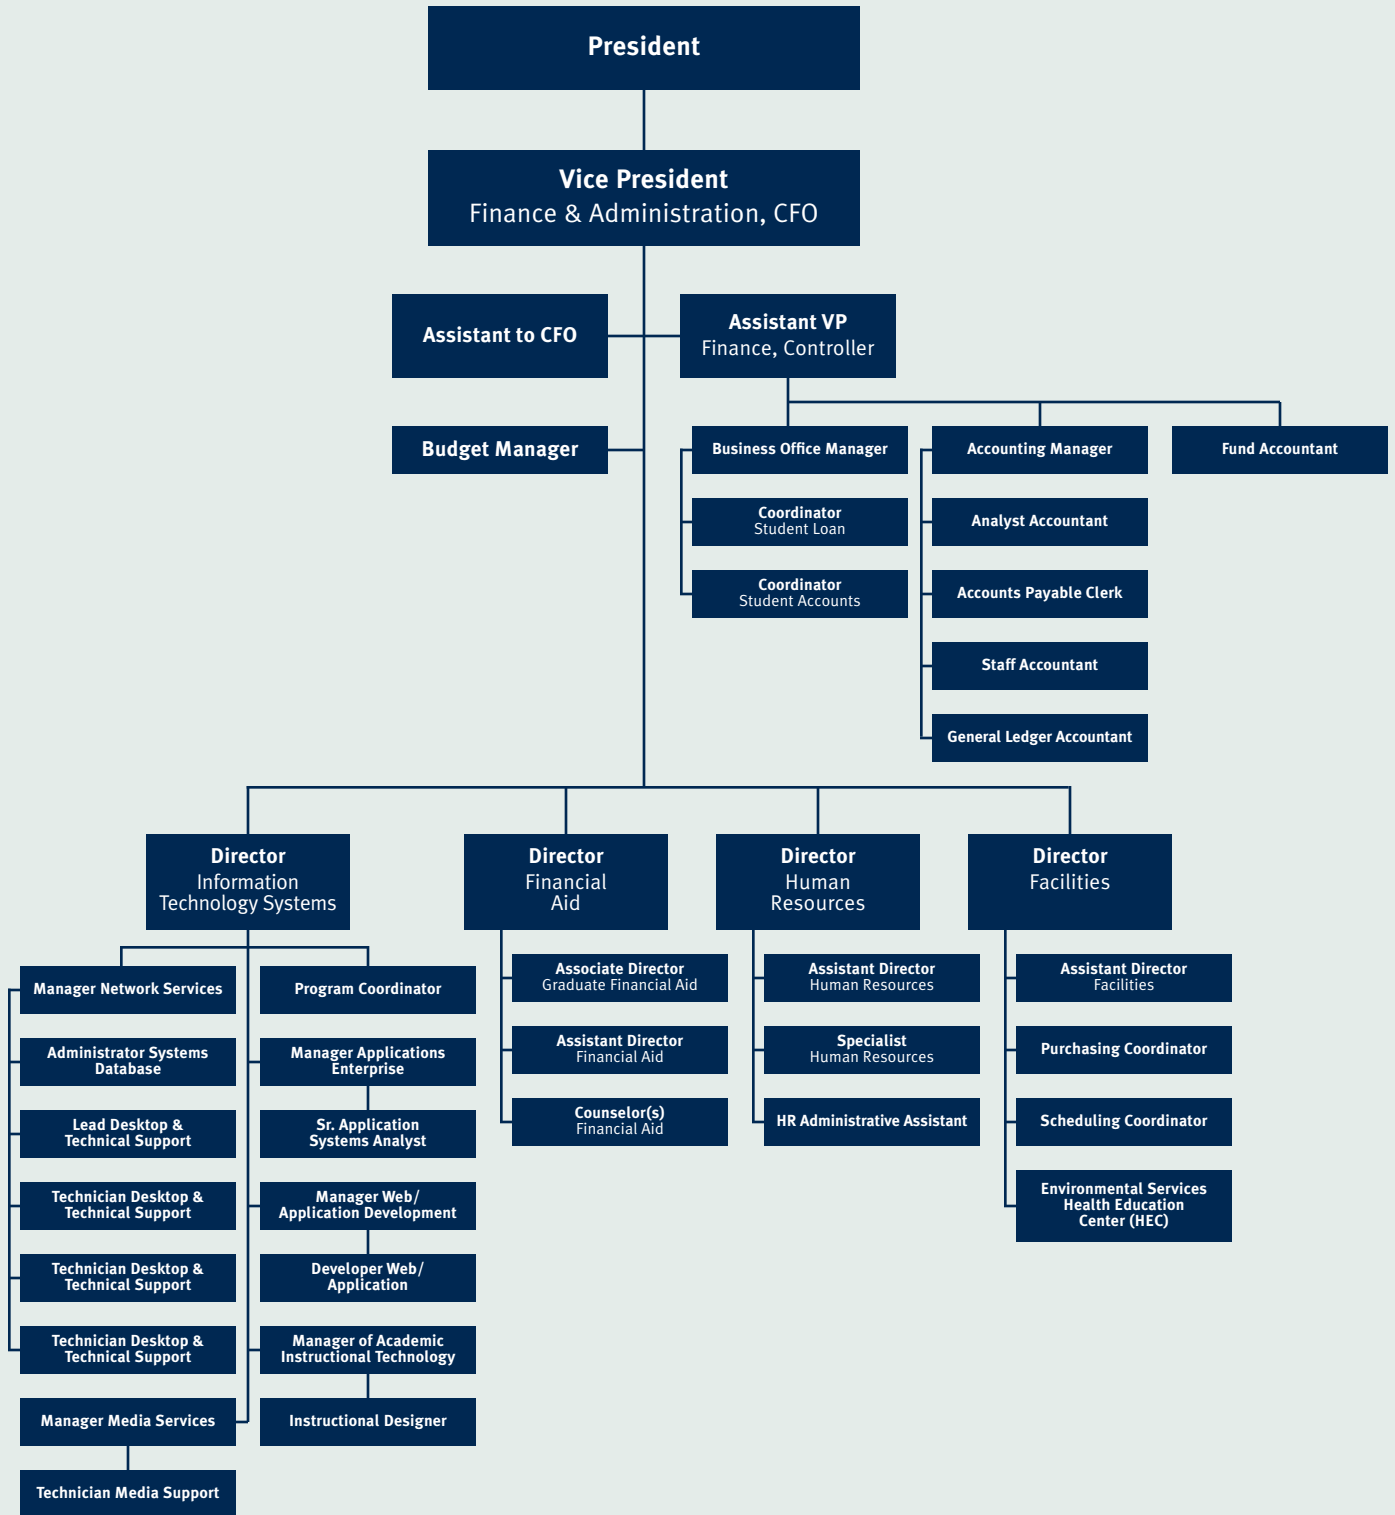 President
Vice President
Finance & Administration, CFO
Assistant to CFO
Assistant VP
Finance, Controller
Budget Manager
Business Office Manager
Coordinator
Student Loan
Coordinator
Student Accounts
Accounting Manager
Analyst Accountant
Accounts Payable Clerk
Staff Accountant
General Ledger Accountant
Fund Accountant
Director
Information
Technology Systems
Manager Network Services
Administrator Systems
Database
Lead Desktop &
Technical Support
Technician Desktop &
Technical Support
Technician Desktop &
Technical Support
Technician Desktop &
Technical Support
Manager Media Services
Technician Media Support
Program Coordinator
Manager Applications
Enterprise
Sr. Application
Systems Analyst
Manager Web/
Application Development
Developer Web/
Application
Manager of Academic
Instructional Technology
Instructional Designer
Director
Financial
Aid
Associate Director
Graduate Financial Aid
Assistant Director
Financial Aid
Counselor(s)
Financial Aid
Director
Human
Resources
Assistant Director
Human Resources
Specialist
Human Resources
HR Administrative Assistant
Director
Facilities
Assistant Director
Facilities
Purchasing Coordinator
Scheduling Coordinator
Environmental Services
Health Education
Center (HEC)